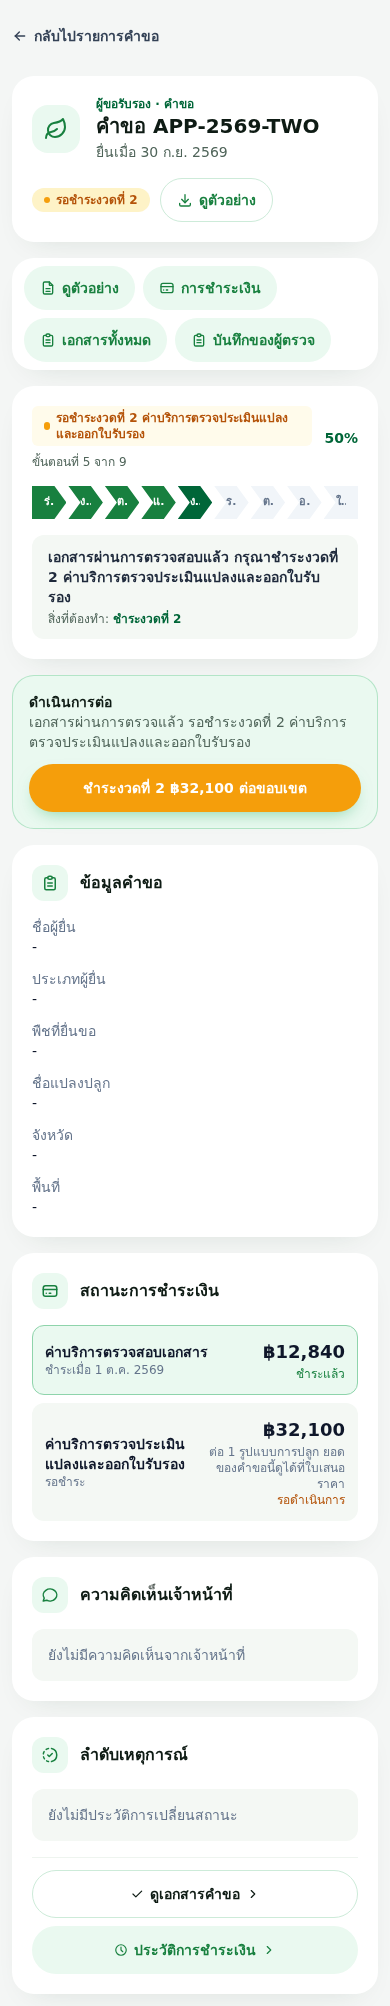 กลับไปรายการคำขอ
ผู้ขอรับรอง · คำขอ
คำขอ APP-2569-TWO
ยื่นเมื่อ 30 ก.ย. 2569
รอชำระงวดที่ 2
ดูตัวอย่าง
ดูตัวอย่าง
การชำระเงิน
เอกสารทั้งหมด
บันทึกของผู้ตรวจ
รอชำระงวดที่ 2 ค่าบริการตรวจประเมินแปลง
และออกใบรับรอง
50%
ขั้นตอนที่ 5 จาก 9
ร่. ง.. ต. แ. ง.. ร. ต. อ. ใ..
เอกสารผ่านการตรวจสอบแล้ว กรุณาชำระงวดที่
2 ค่าบริการตรวจประเมินแปลงและออกใบรับ
รอง
สิ่งที่ต้องทำ: ชำระงวดที่ 2
ดำเนินการต่อ
เอกสารผ่านการตรวจแล้ว รอชำระงวดที่ 2 ค่าบริการ
ตรวจประเมินแปลงและออกใบรับรอง
ชำระงวดที่ 2 ฿32,100 ต่อขอบเขต
ข้อมูลคำขอ
ชื่อผู้ยื่น
-
ประเภทผู้ยื่น
-
พืชที่ยื่นขอ
-
ชื่อแปลงปลูก
-
จังหวัด
-
พื้นที่
-
สถานะการชำระเงิน
ค่าบริการตรวจสอบเอกสาร
ชำระเมื่อ 1 ต.ค. 2569
฿12,840
ชำระแล้ว
ค่าบริการตรวจประเมิน
แปลงและออกใบรับรอง
รอชำระ
฿32,100
ต่อ 1 รูปแบบการปลูก ยอด
ของคำขอนี้ดูได้ที่ใบเสนอ
ราคา
รอดำเนินการ
ความคิดเห็นเจ้าหน้าที่
ยังไม่มีความคิดเห็นจากเจ้าหน้าที่
ลำดับเหตุการณ์
ยังไม่มีประวัติการเปลี่ยนสถานะ
ดูเอกสารคำขอ
ประวัติการชำระเงิน